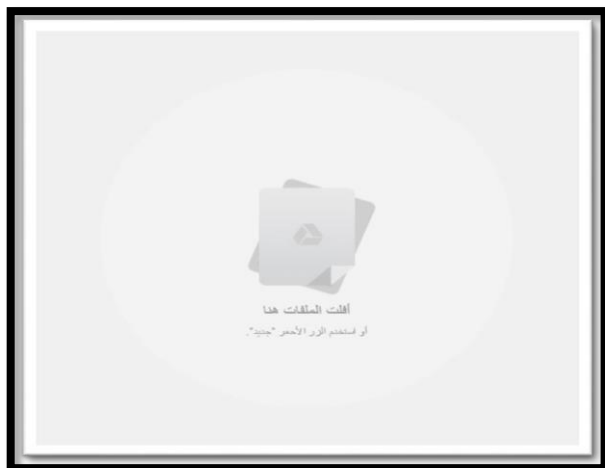 أفلت الملفات هنا
أو استخدم الزر الأحمر "جديد".